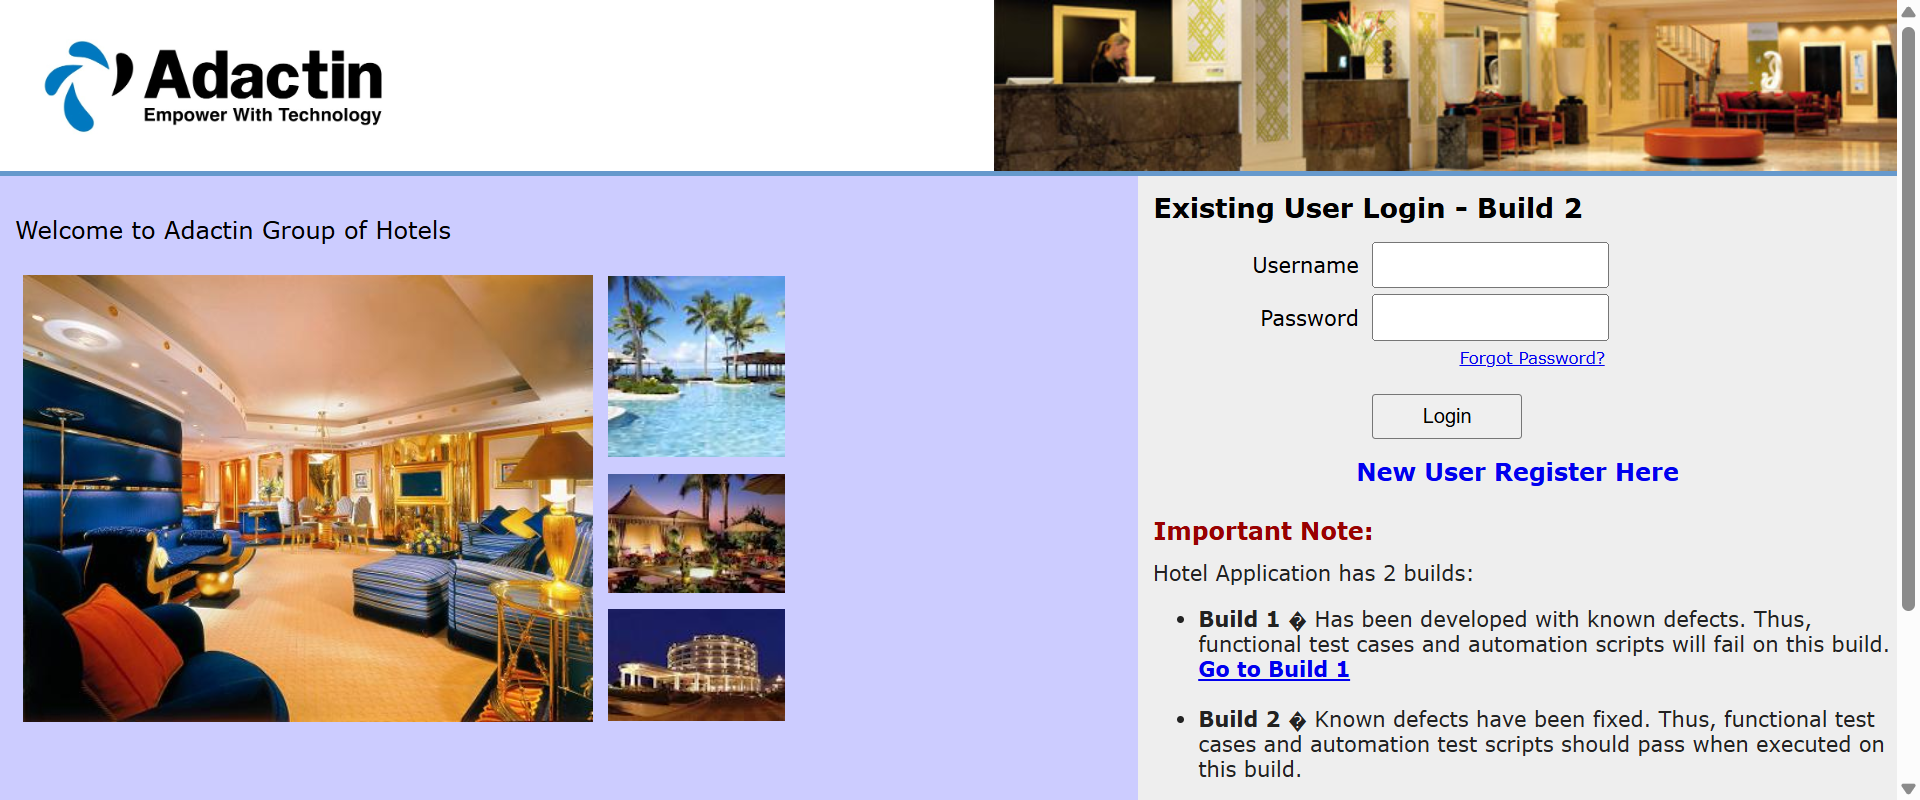 Adactin
Empower With Technology
Welcome to Adactin Group of Hotels
Existing User Login - Build 2
Username
Password
Forgot Password?
Login
New User Register Here
Important Note:
Hotel Application has 2 builds:
• Build 1 � Has been developed with known defects. Thus,
functional test cases and automation scripts will fail on this build.
Go to Build 1
• Build 2 � Known defects have been fixed. Thus, functional test
cases and automation test scripts should pass when executed on
this build.